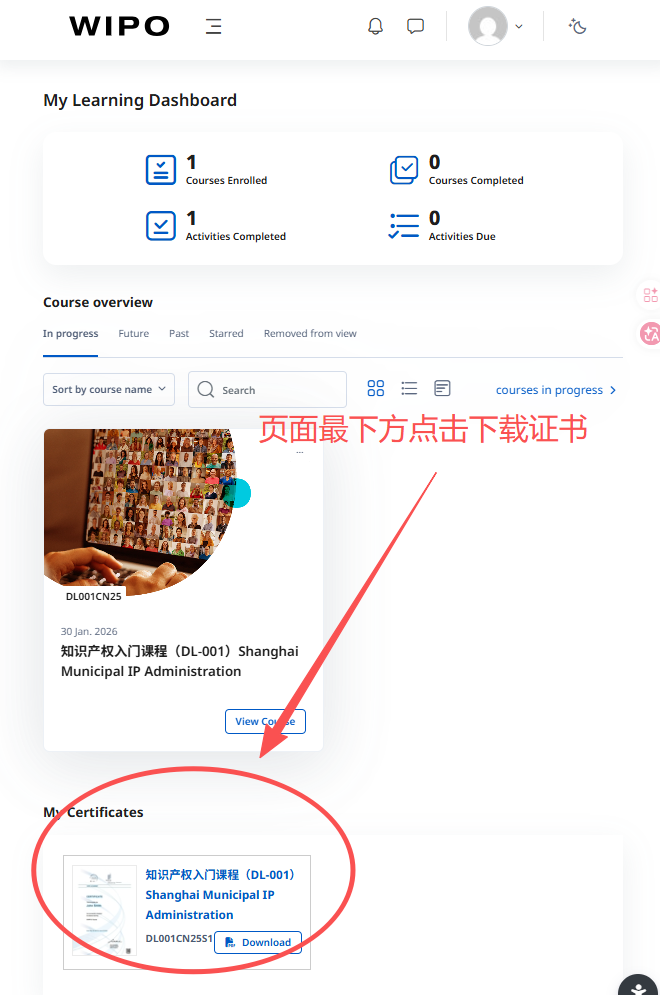 WIPO
My Learning Dashboard
1
Courses Enrolled
0
Courses Completed
1
Activities Completed
0
Activities Due
Course overview
In progress
Future
Past
Starred
Removed from view
Sort by course name
Search
courses in progress
页面最下方点击下载证书
...
DL001CN25
30 Jan. 2026
知识产权入门课程（DL-001）Shanghai
Municipal IP Administration
View Course
My Certificates
知识产权入门课程（DL-001）
Shanghai Municipal IP
Administration
DL001CN25S1
Download